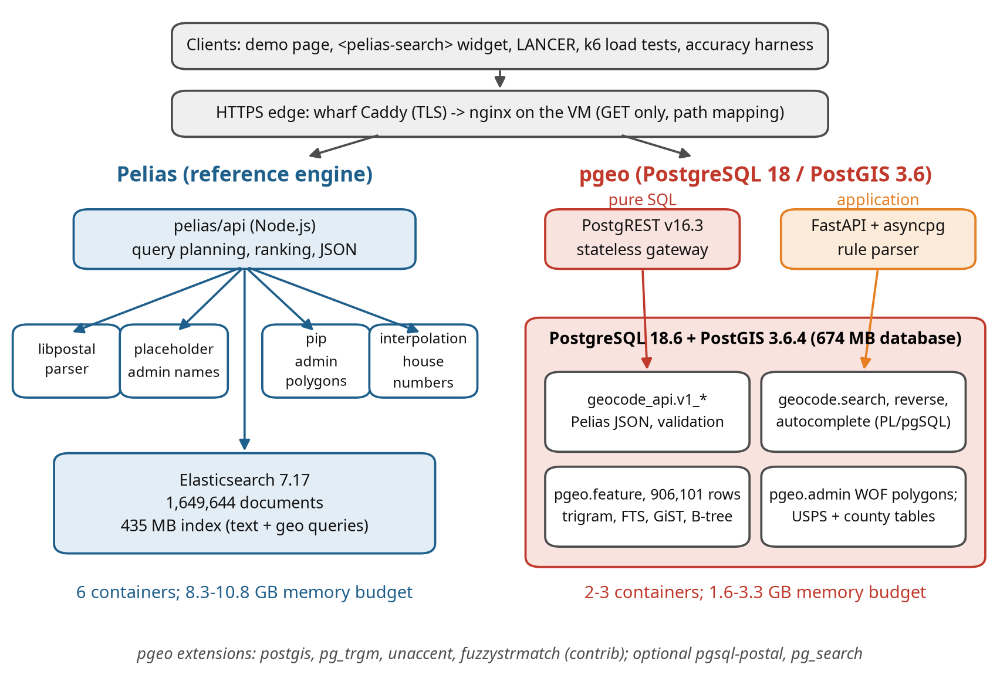 Clients: demo page, <pelias-search> widget, LANCER, k6 load tests, accuracy harness
HTTPS edge: wharf Caddy (TLS) -> nginx on the VM (GET only, path mapping)
Pelias (reference engine)
pelias/api (Node.js)
query planning, ranking, JSON
libpostal
parser
placeholder
admin names
pip
admin
polygons
interpolation
house
numbers
Elasticsearch 7.17
1,649,644 documents
435 MB index (text + geo queries)
6 containers; 8.3-10.8 GB memory budget
pgeo (PostgreSQL 18 / PostGIS 3.6)
pure SQL
PostgREST v16.3
stateless gateway
application
FastAPI + asyncpg
rule parser
PostgreSQL 18.6 + PostGIS 3.6.4 (674 MB database)
geocode_api.v1_*
Pelias JSON, validation
geocode.search, reverse,
autocomplete (PL/pgSQL)
pgeo.feature, 906,101 rows
trigram, FTS, GiST, B-tree
pgeo.admin WOF polygons;
USPS + county tables
2-3 containers; 1.6-3.3 GB memory budget
pgeo extensions: postgis, pg_trgm, unaccent, fuzzystrmatch (contrib); optional pgsql-postal, pg_search